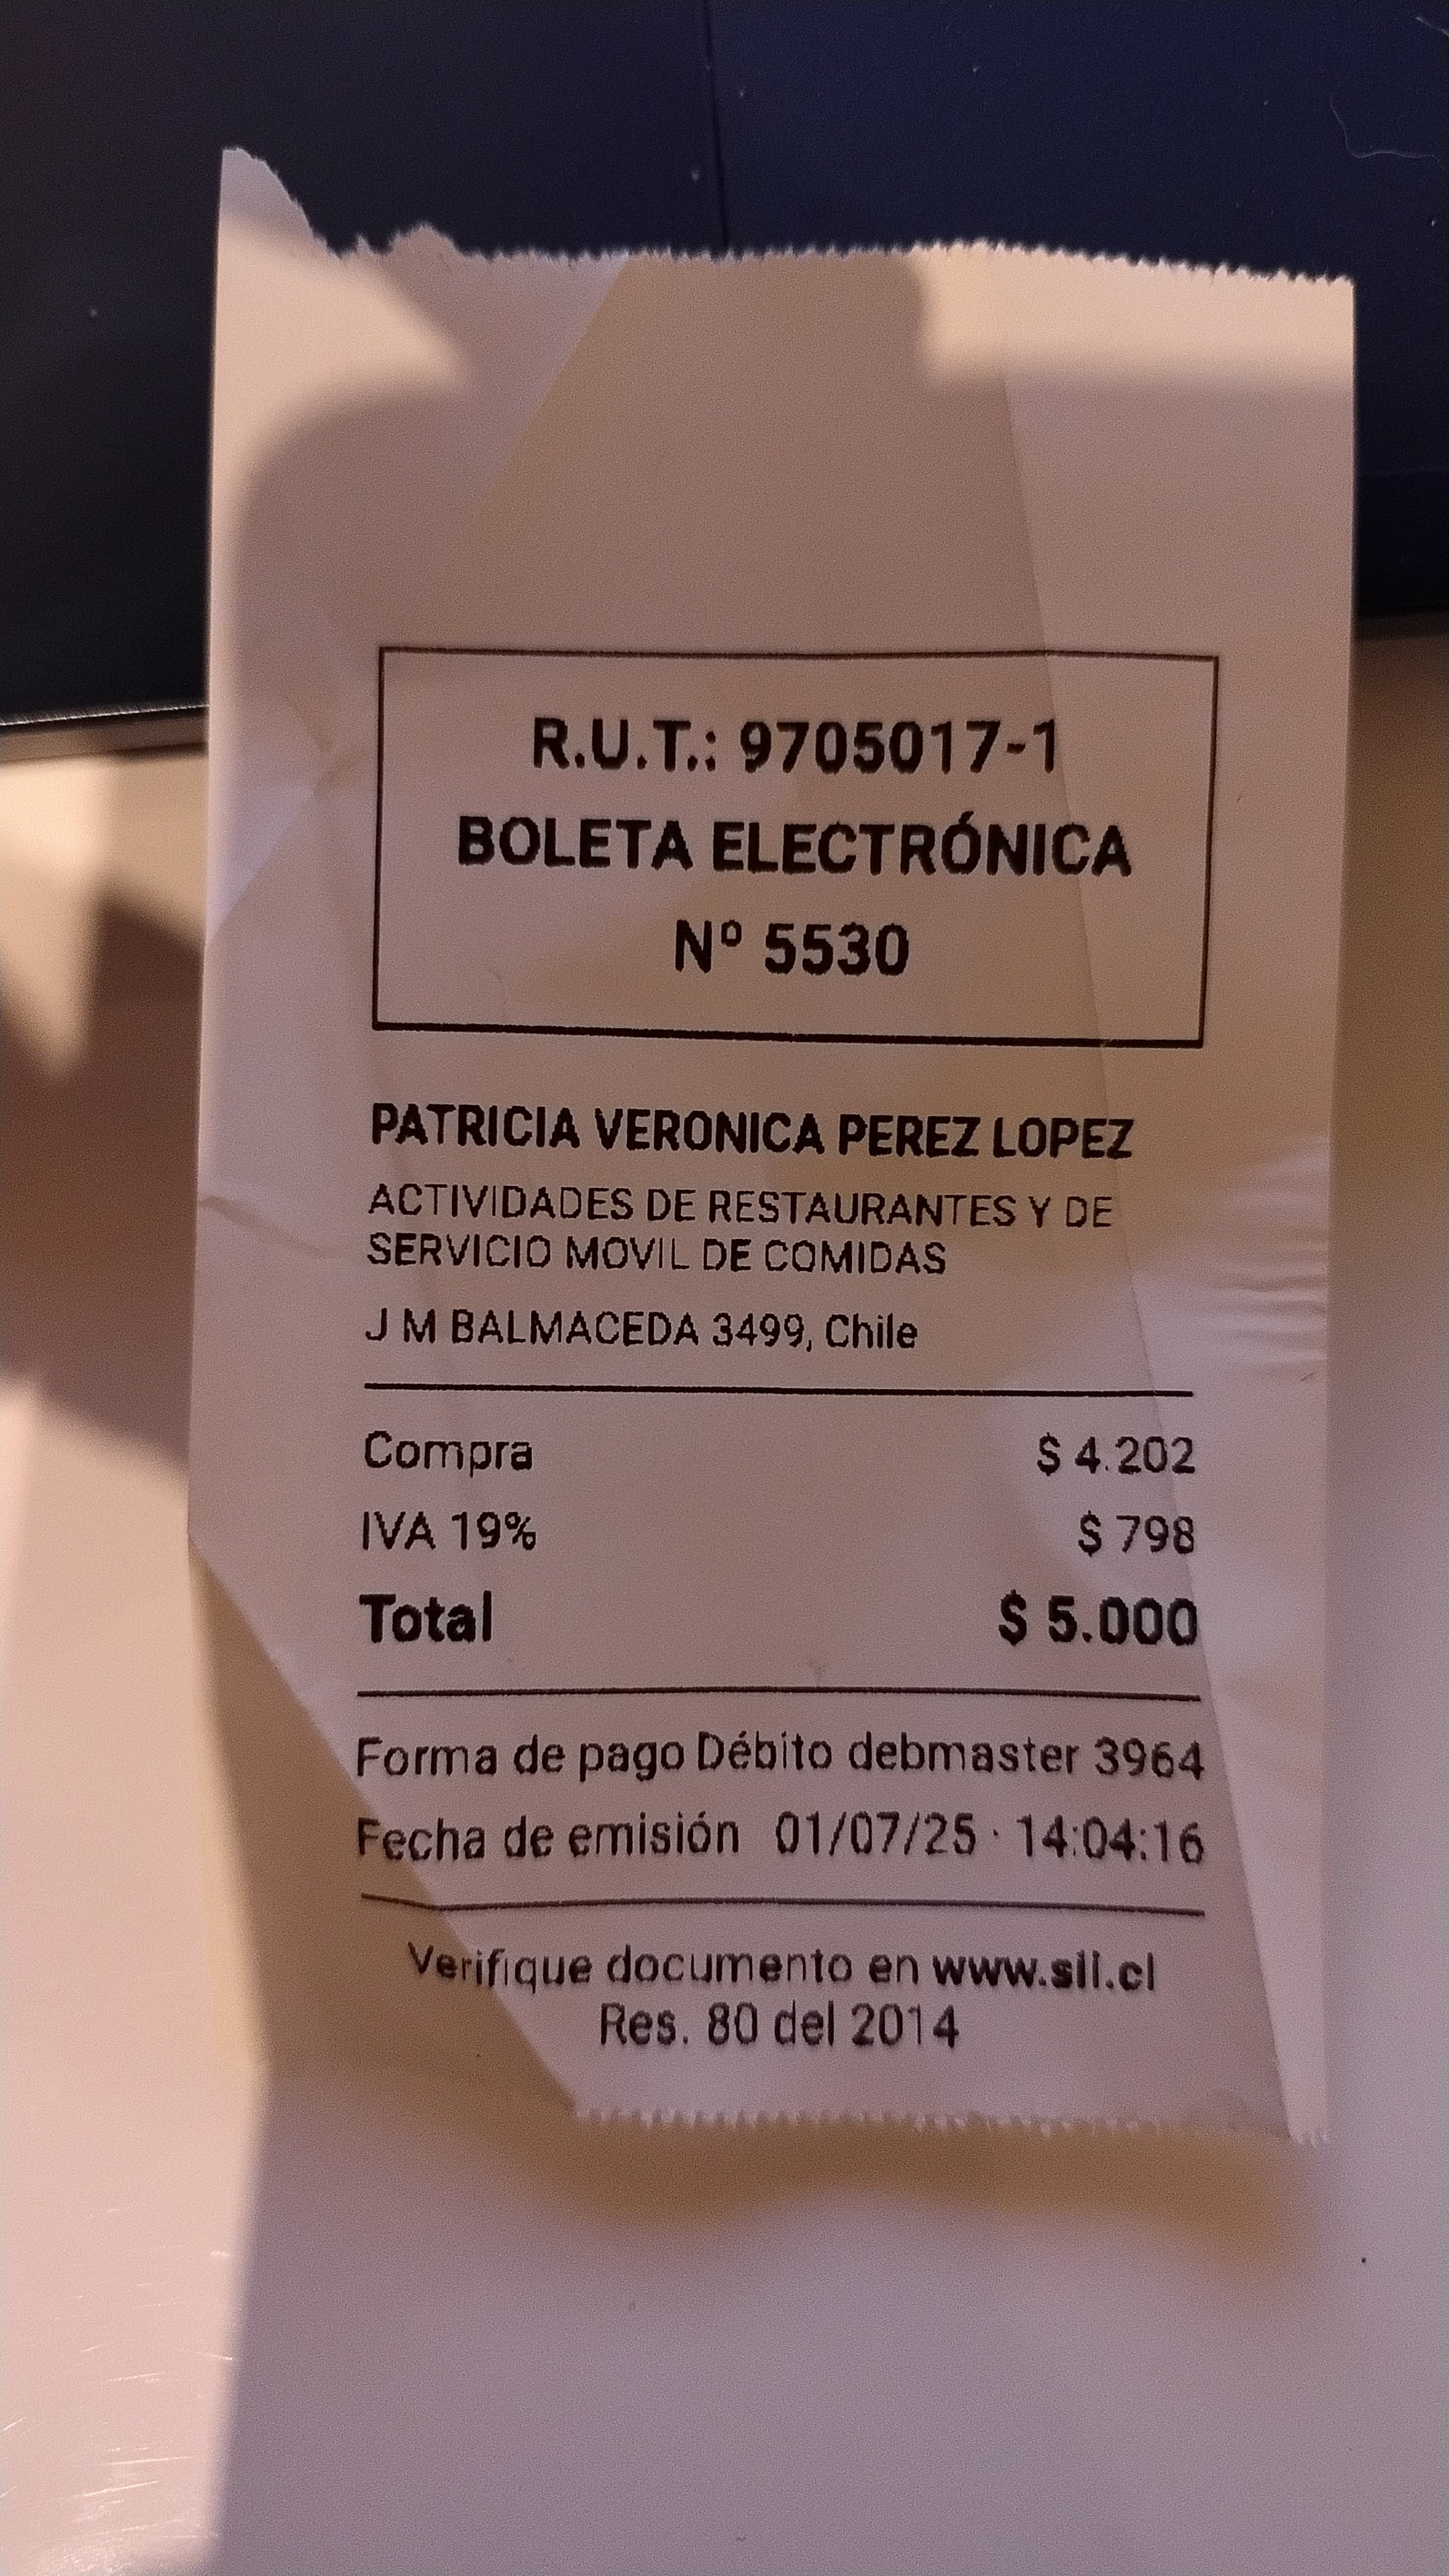 R.U.T.: 9705017-1
BOLETA ELECTRÓNICA
Nº 5530
PATRICIA VERONICA PEREZ LOPEZ
ACTIVIDADES DE RESTAURANTES Y DE
SERVICIO MOVIL DE COMIDAS
J M BALMACEDA 3499, Chile
Compra $ 4.202
IVA 19% $ 798
Total $ 5.000
Forma de pago Débito debmaster 3964
Fecha de emisión 01/07/25 · 14:04:16
Verifique documento en www.sii.cl
Res. 80 del 2014